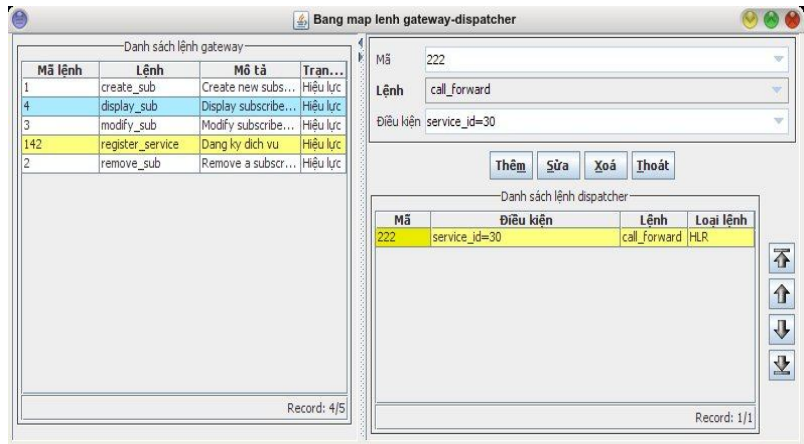 Bang map lenh gateway-dispatcher
Danh sách lệnh gateway
Mã lệnh Lệnh Mô tả Trạn...
1 create_sub Create new subs... Hiệu lực
4 display_sub Display subscribe... Hiệu lực
3 modify_sub Modify subscribe... Hiệu lực
142 register_service Dang ky dich vu Hiệu lực
2 remove_sub Remove a subscr... Hiệu lực
Record: 4/5
Mã 222
Lệnh call_forward
Điều kiện service_id=30
Thêm Sửa Xoá Thoát
Danh sách lệnh dispatcher
Mã Điều kiện Lệnh Loại lệnh
222 service_id=30 call_forward HLR
Record: 1/1